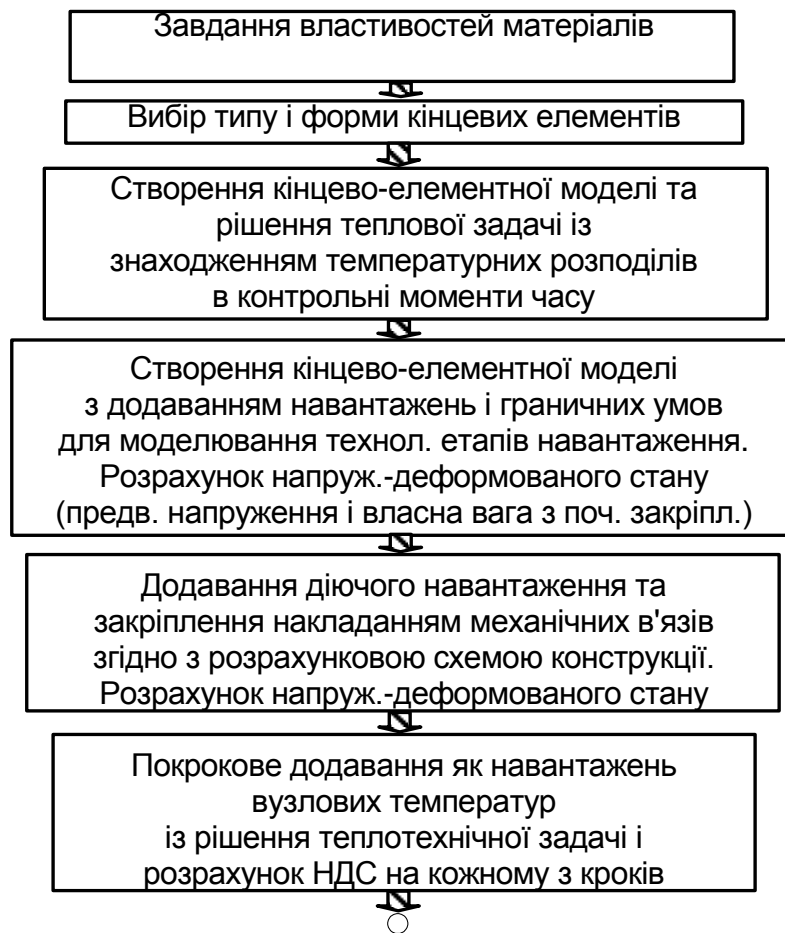 Завдання властивостей матеріалів
Вибір типу і форми кінцевих елементів
Створення кінцево-елементної моделі та
рішення теплової задачі із
знаходженням температурних розподілів
в контрольні моменти часу
Створення кінцево-елементної моделі
з додаванням навантажень і граничних умов
для моделювання технол. етапів навантаження.
Розрахунок напруж.-деформованого стану
(предв. напруження і власна вага з поч. закріпл.)
Додавання діючого навантаження та
закріплення накладанням механічних в'язів
згідно з розрахунковою схемою конструкції.
Розрахунок напруж.-деформованого стану
Покрокове додавання як навантажень
вузлових температур
із рішення теплотехнічної задачі і
розрахунок НДС на кожному з кроків